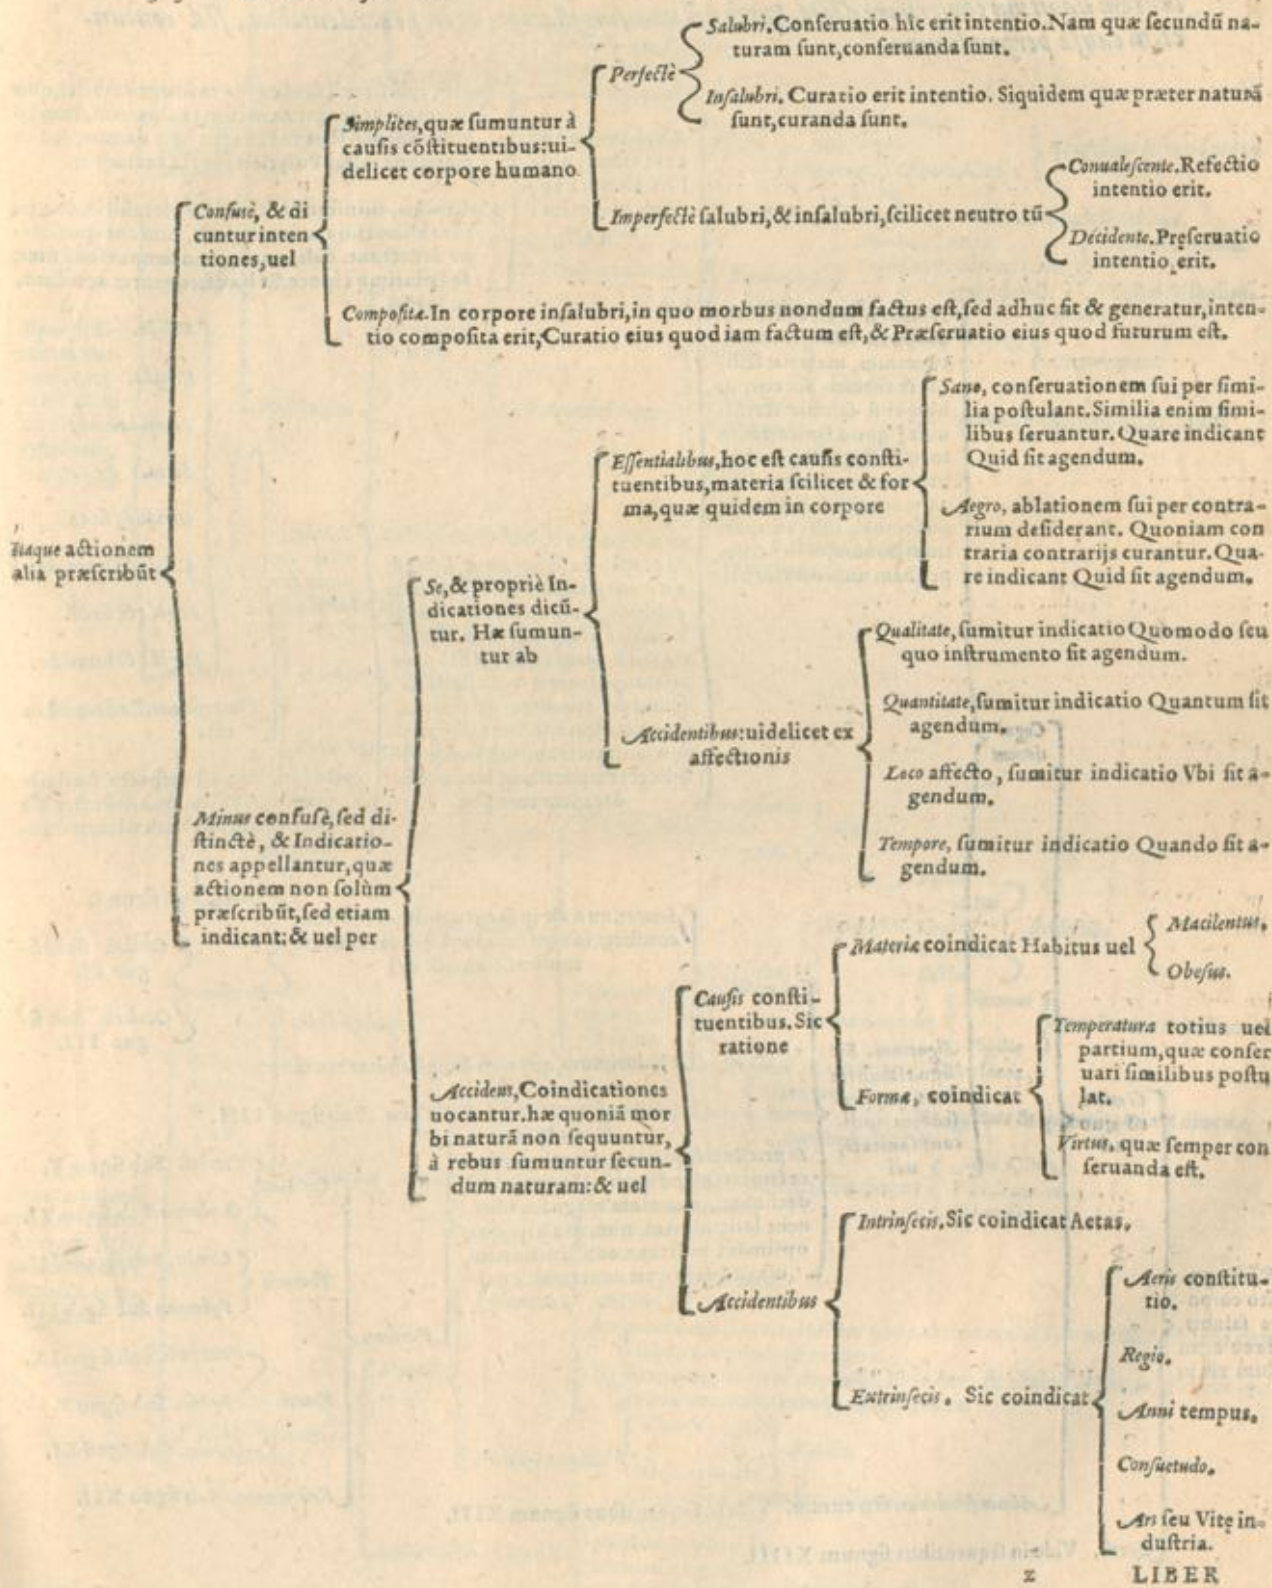 Salubri. Conſeruatio hîc erit intentio. Nam quæ ſecundũ na-
turam ſunt, conſeruanda ſunt.
Perfectè
Inſalubri. Curatio erit intentio. Siquidem quæ præter naturã
ſunt, curanda ſunt.
Simplices, quæ ſumuntur à
cauſis cõſtituentibus: ui-
delicet corpore humano
Conualeſcente. Refectio
intentio erit.
Imperfectè ſalubri, & inſalubri, ſcilicet neutro tũ
Decidente. Pręſeruatio
intentio erit.
Confusè, & di
cuntur inten
tiones, uel
Compoſitæ. In corpore inſalubri, in quo morbus nondum factus eſt, ſed adhuc fit & generatur, inten-
tio compoſita erit, Curatio eius quod iam factum eſt, & Præſeruatio eius quod futurum eſt.
Itaque actionem
alia præſcribũt
Sano, conſeruationem ſui per ſimi-
lia poſtulant. Similia enim ſimi-
libus ſeruantur. Quare indicant
Quid ſit agendum.
Eſſentialibus, hoc eſt cauſis conſti-
tuentibus, materia ſcilicet & for
ma, quæ quidem in corpore
Aegro, ablationem ſui per contra-
rium deſiderant. Quoniam con
traria contrarijs curantur. Qua-
re indicant Quid ſit agendum.
Se, & propriè In-
dicationes dicũ-
tur. Hæ ſumun-
tur ab
Qualitate, ſumitur indicatio Quomodo ſeu
quo inſtrumento ſit agendum.
Quantitate, ſumitur indicatio Quantum ſit
agendum.
Accidentibus: uidelicet ex
affectionis
Loco affecto, ſumitur indicatio Vbi ſit a-
gendum.
Tempore, ſumitur indicatio Quando ſit a-
gendum.
Minus confuſè, ſed di-
ſtinctè, & Indicatio-
nes appellantur, quæ
actionem non ſolùm
præſcribũt, ſed etiam
indicant: & uel per
Materiæ coindicat Habitus uel
Macilentus.
Obeſus.
Cauſis conſti-
tuentibus. Sic
ratione
Temperatura totius uel
partium, quæ conſer
uari ſimilibus poſtu
lat.
Formæ, coindicat
Virtus, quæ ſemper con
ſeruanda eſt.
Accidens, Coindicationes
uocantur. hæ quoniã mor
bi naturã non ſequuntur,
à rebus ſumuntur ſecun-
dum naturam: & uel
Intrinſecis. Sic coindicat Aetas.
Accidentibus
Aeris conſtitu-
tio.
Regio.
Extrinſecis. Sic coindicat
Anni tempus.
Conſuetudo.
Ars ſeu Vitę in-
duſtria.
z LIBER